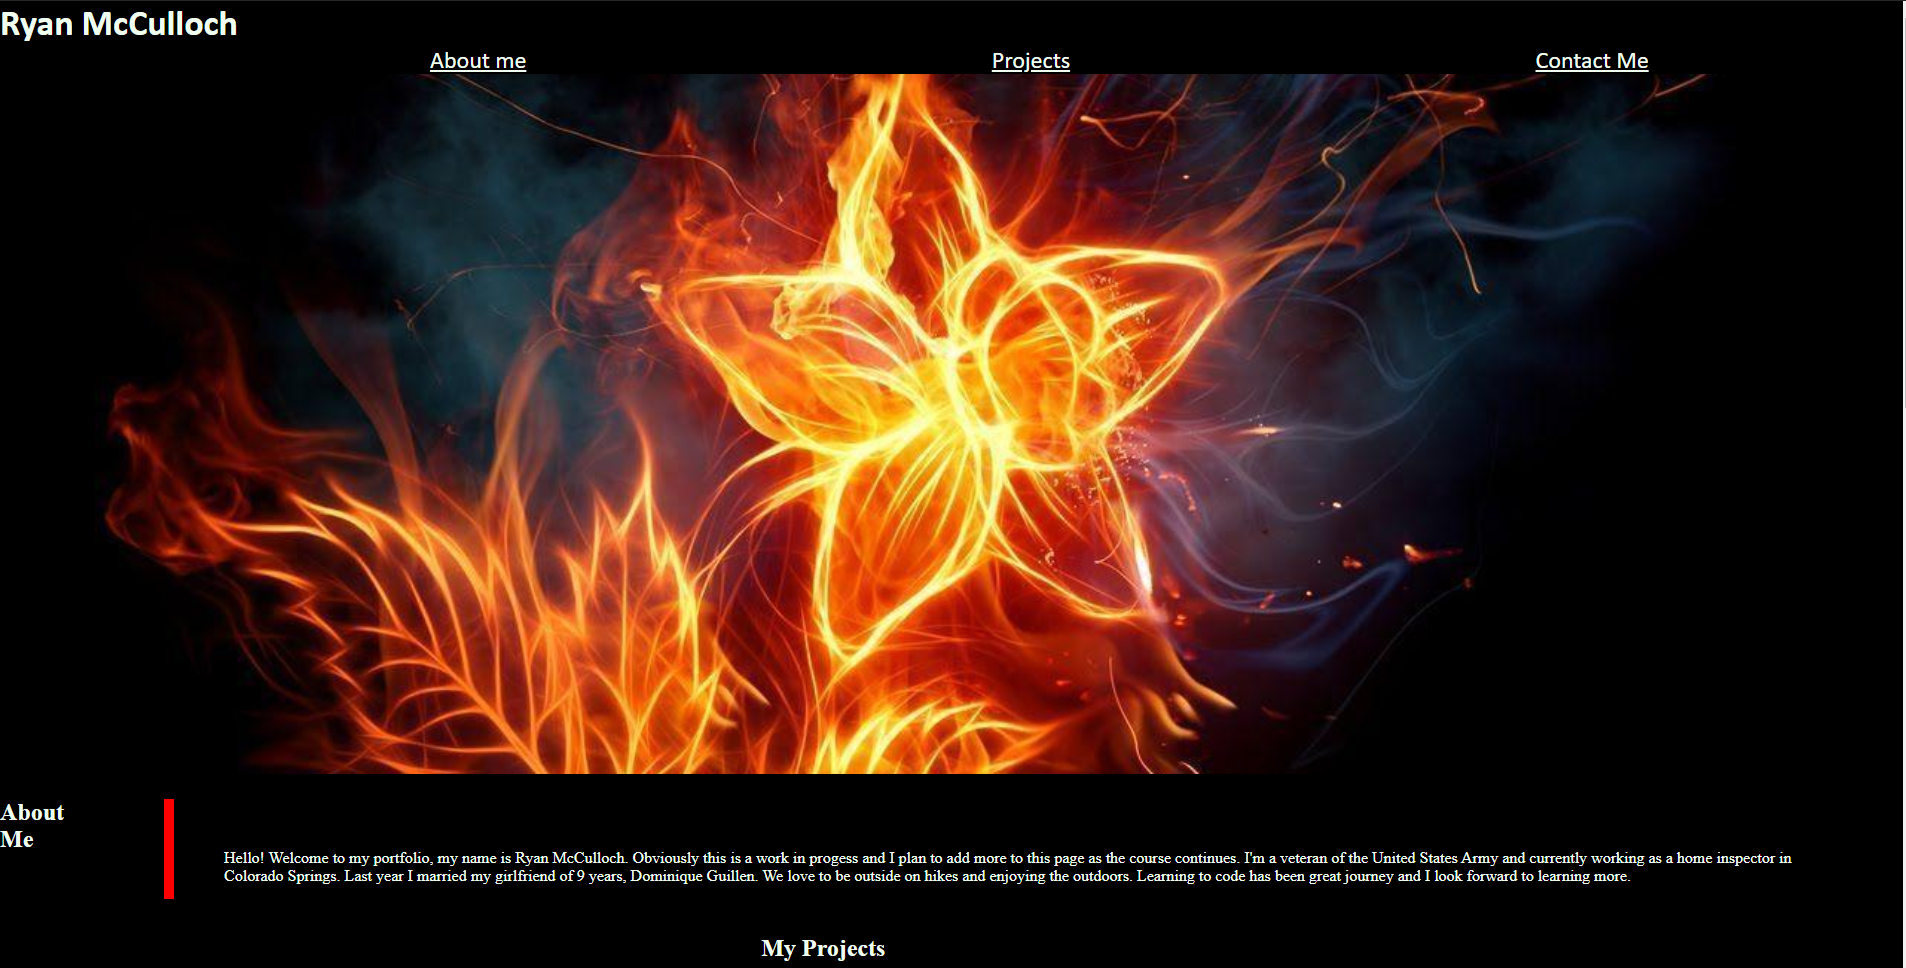 Ryan McCulloch
About me
Projects
Contact Me
About
Me
Hello! Welcome to my portfolio, my name is Ryan McCulloch. Obviously this is a work in progess and I plan to add more to this page as the course continues. I'm a veteran of the United States Army and currently working as a home inspector in
Colorado Springs. Last year I married my girlfriend of 9 years, Dominique Guillen. We love to be outside on hikes and enjoying the outdoors. Learning to code has been great journey and I look forward to learning more.
My Projects